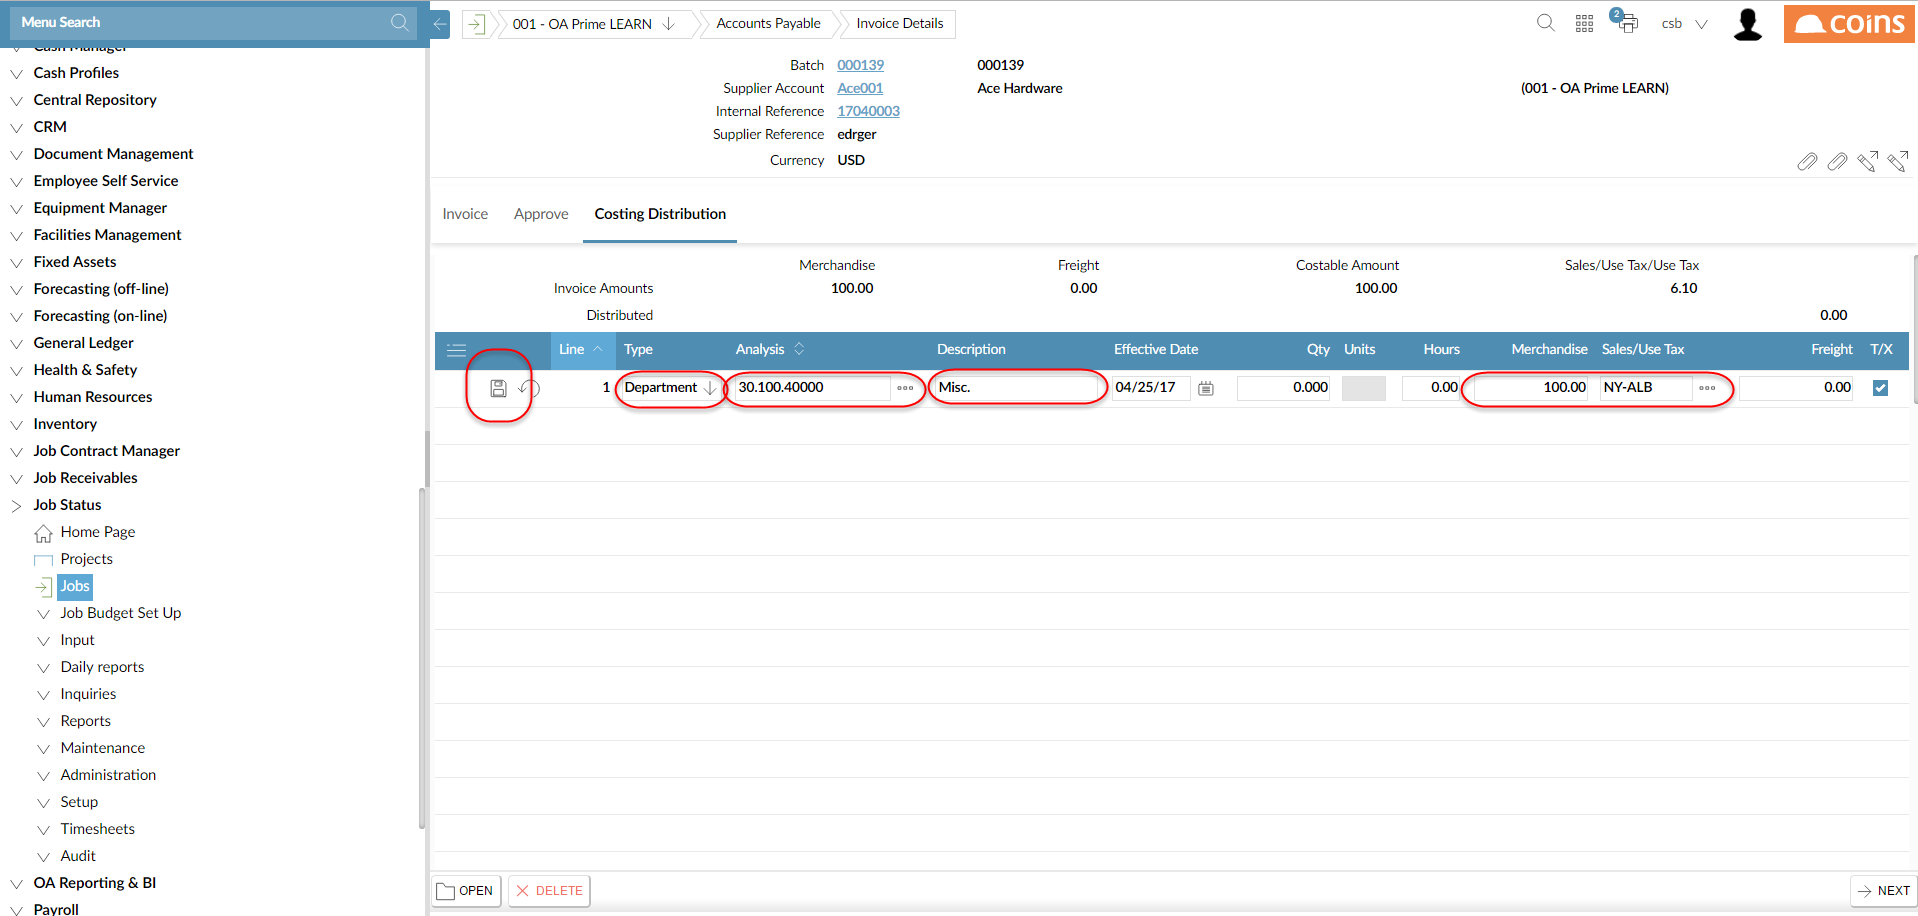 Menu Search
Cash Manager
Cash Profiles
Central Repository
CRM
Document Management
Employee Self Service
Equipment Manager
Facilities Management
Fixed Assets
Forecasting (off-line)
Forecasting (on-line)
General Ledger
Health & Safety
Human Resources
Inventory
Job Contract Manager
Job Receivables
Job Status
Home Page
Projects
Jobs
Job Budget Set Up
Input
Daily reports
Inquiries
Reports
Maintenance
Administration
Setup
Timesheets
Audit
OA Reporting & BI
Payroll
001 - OA Prime LEARN Accounts Payable Invoice Details
2 csb coins
Batch 000139 000139
Supplier Account Ace001 Ace Hardware (001 - OA Prime LEARN)
Internal Reference 17040003
Supplier Reference edrger
Currency USD
Invoice Approve Costing Distribution
Merchandise Freight Costable Amount Sales/Use Tax/Use Tax
Invoice Amounts 100.00 0.00 100.00 6.10
Distributed 0.00
Line Type Analysis Description Effective Date Qty Units Hours Merchandise Sales/Use Tax Freight T/X
1 Department 30.100.40000 Misc. 04/25/17 0.000 0.00 100.00 NY-ALB 0.00
OPEN DELETE NEXT